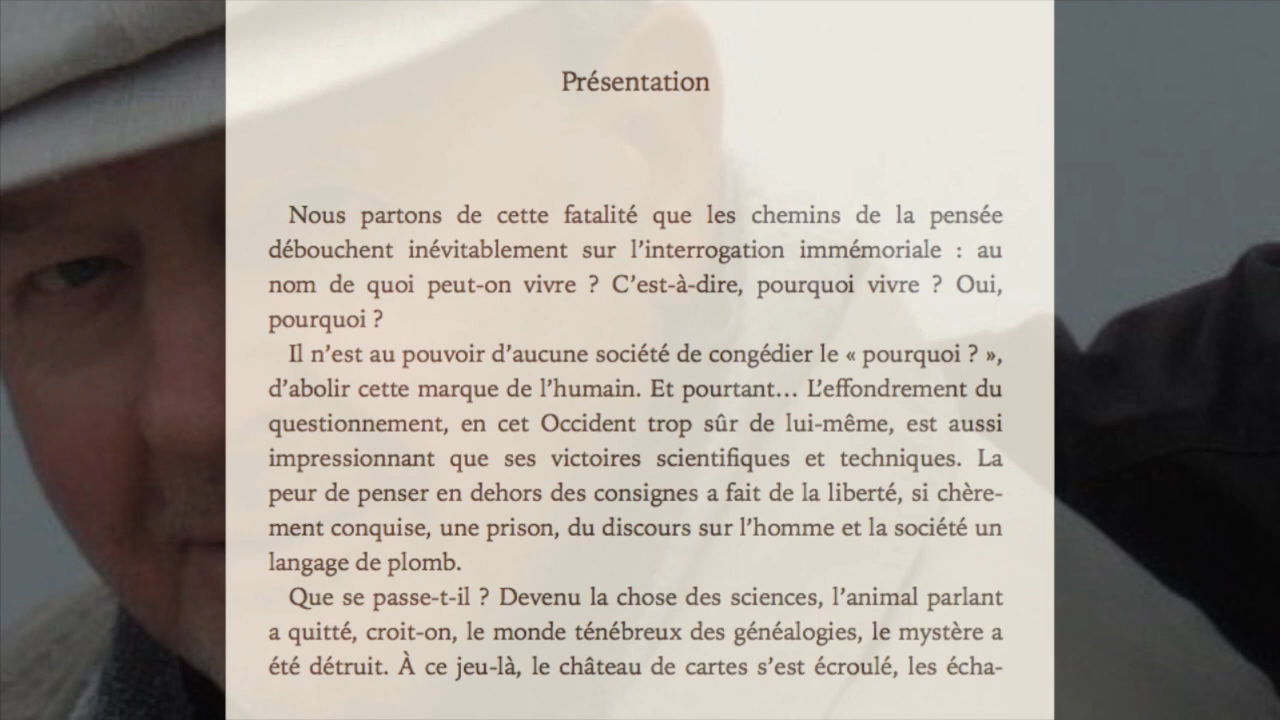 Présentation
Nous partons de cette fatalité que les chemins de la pensée
débouchent inévitablement sur l’interrogation immémoriale : au
nom de quoi peut-on vivre ? C’est-à-dire, pourquoi vivre ? Oui,
pourquoi ?
Il n’est au pouvoir d’aucune société de congédier le « pourquoi ? »,
d’abolir cette marque de l’humain. Et pourtant… L’effondrement du
questionnement, en cet Occident trop sûr de lui-même, est aussi
impressionnant que ses victoires scientifiques et techniques. La
peur de penser en dehors des consignes a fait de la liberté, si chère-
ment conquise, une prison, du discours sur l’homme et la société un
langage de plomb.
Que se passe-t-il ? Devenu la chose des sciences, l’animal parlant
a quitté, croit-on, le monde ténébreux des généalogies, le mystère a
été détruit. À ce jeu-là, le château de cartes s’est écroulé, les écha-